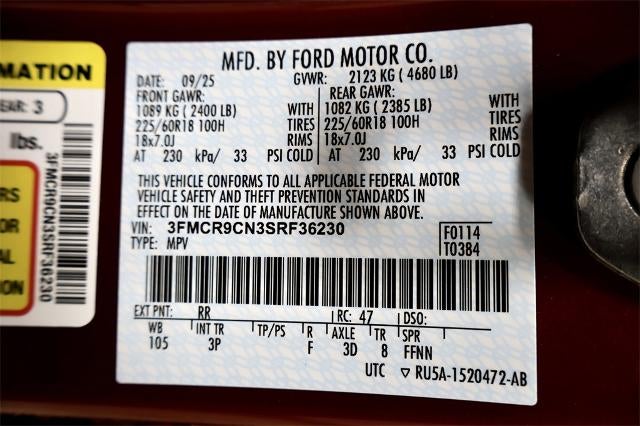 MATION
EAR: 3
lbs.
RS
OR
AL
ON
3FMCR9CN3SRF36230
MFD. BY FORD MOTOR CO.
DATE: 09/25 GVWR: 2123 KG ( 4680 LB)
FRONT GAWR: REAR GAWR:
1089 KG ( 2400 LB) WITH 1082 KG ( 2385 LB) WITH
225/60R18 100H TIRES 225/60R18 100H TIRES
18x7.0J RIMS 18x7.0J RIMS
AT 230 kPa/ 33 PSI COLD AT 230 kPa/ 33 PSI COLD
THIS VEHICLE CONFORMS TO ALL APPLICABLE FEDERAL MOTOR
VEHICLE SAFETY AND THEFT PREVENTION STANDARDS IN
EFFECT ON THE DATE OF MANUFACTURE SHOWN ABOVE.
VIN: 3FMCR9CN3SRF36230 F0114
TYPE: MPV T0384
EXT PNT: RR RC: 47 DSO:
WB INT TR TP/PS R AXLE TR SPR
105 3P F 3D 8 FFNN
UTC ▽ RU5A-1520472-AB